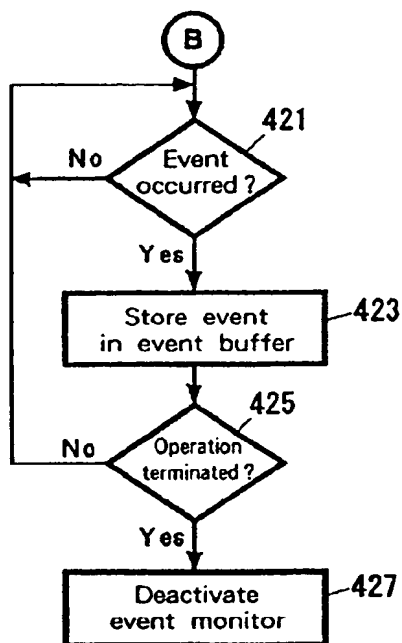 B
421
No
Event
occurred ?
Yes
Store event
in event buffer
423
425
No
Operation
terminated ?
Yes
Deactivate
event monitor
427